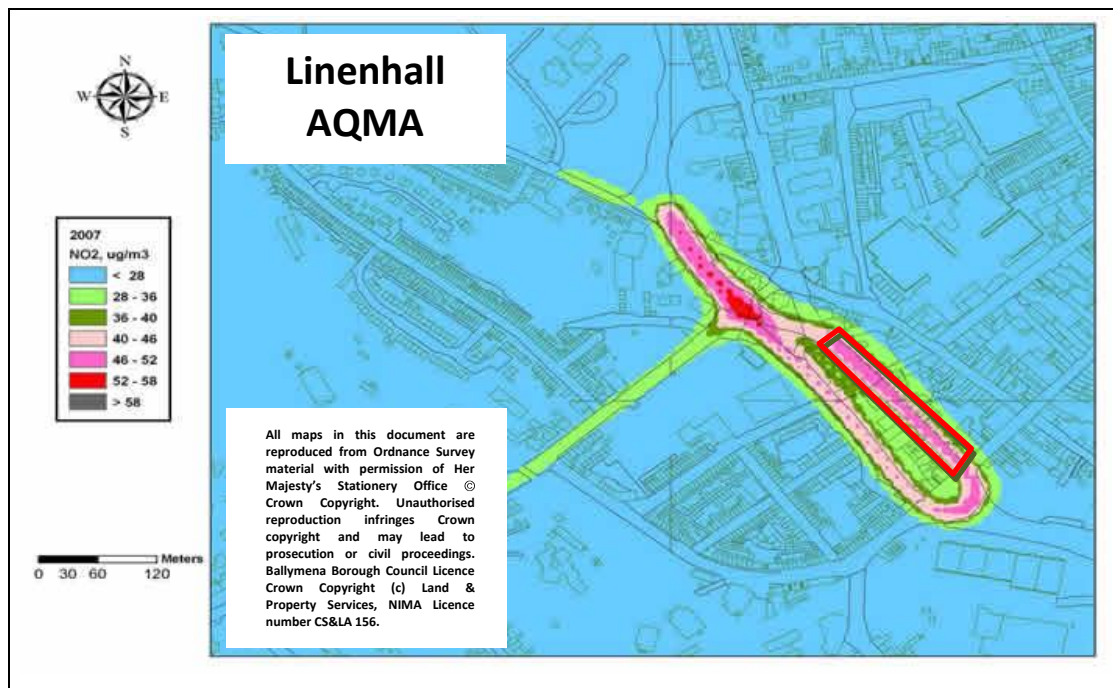 Linenhall
AQMA
N
W E
S
2007
NO2, ug/m3
< 28
28 - 36
36 - 40
40 - 46
46 - 52
52 - 58
> 58
All maps in this document are
reproduced from Ordnance Survey
material with permission of Her
Majesty's Stationery Office ©
Crown Copyright. Unauthorised
reproduction infringes Crown
copyright and may lead to
prosecution or civil proceedings.
Ballymena Borough Council Licence
Crown Copyright (c) Land &
Property Services, NIMA Licence
number CS&LA 156.
Meters
0 30 60 120